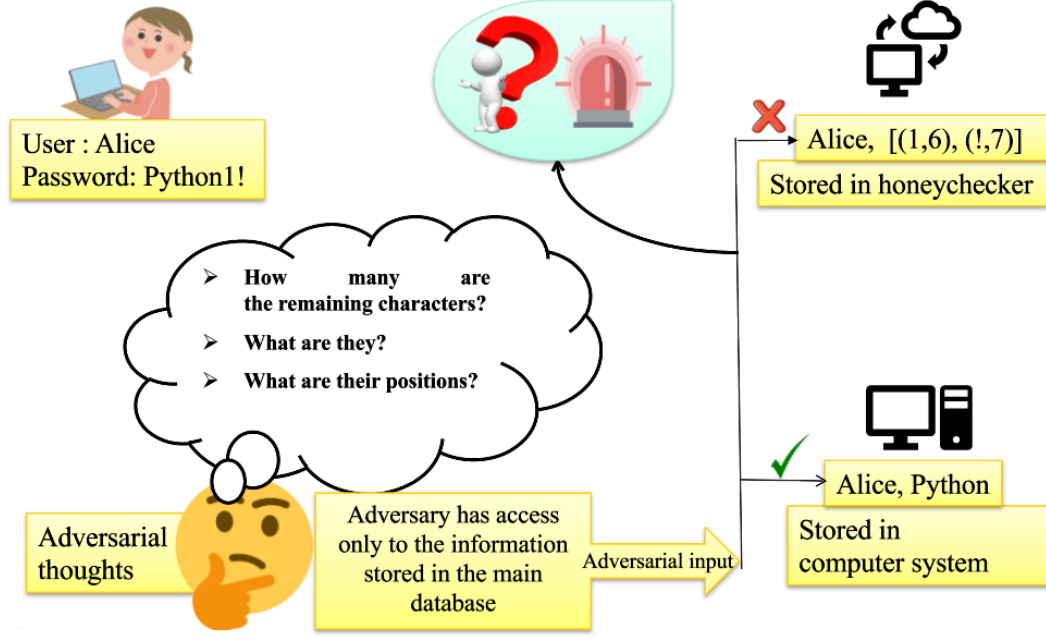 User : Alice
Password: Python1!
Alice, [(1,6), (!,7)]
Stored in honeychecker
➢ How many are
the remaining characters?
➢ What are they?
➢ What are their positions?
Alice, Python
Stored in
computer system
Adversarial
thoughts
Adversary has access
only to the information
stored in the main
database
Adversarial input